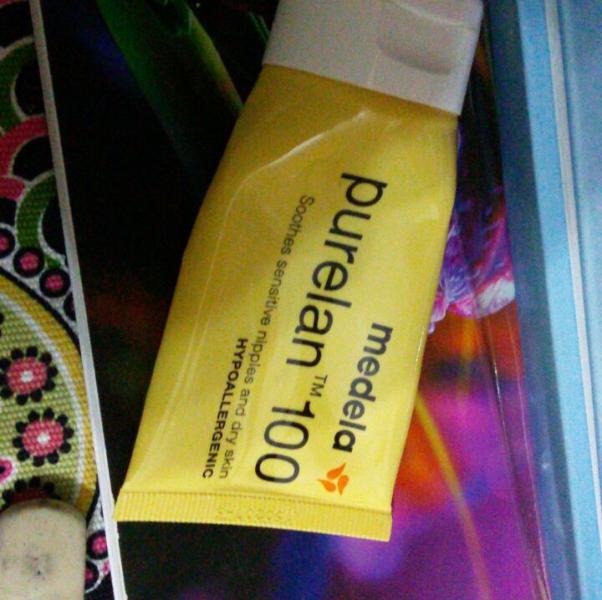 medela
purelan™ 100
Soothes sensitive nipples and dry skin
HYPOALLERGENIC